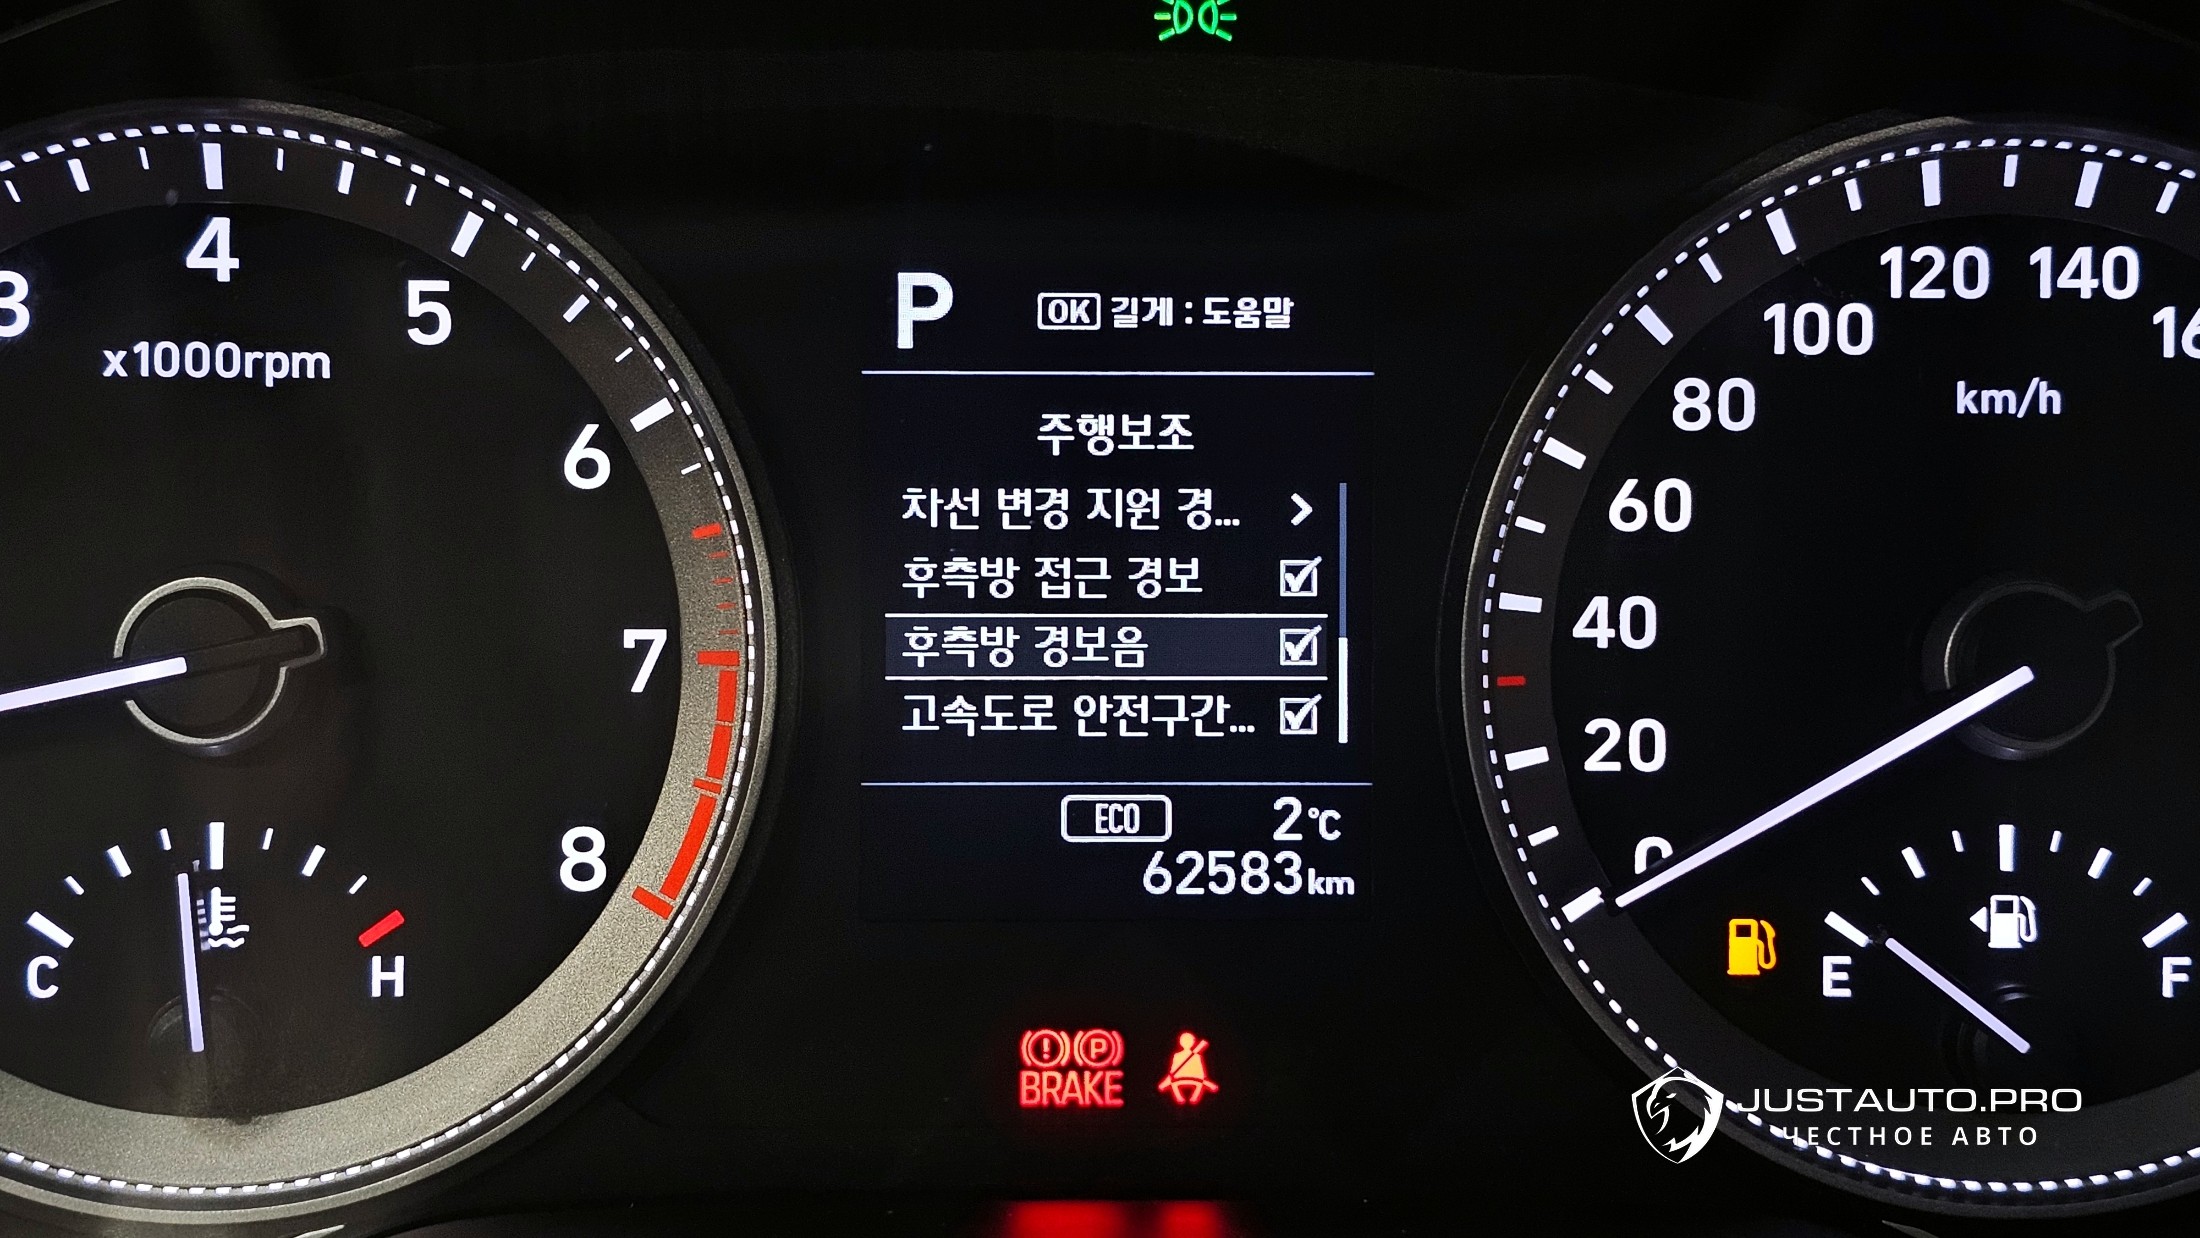 3
4
5
x1000rpm
6
7
8
C
H
P
OK 길게 : 도움말
주행보조
차선 변경 지원 경...
후측방 접근 경보
후측방 경보음
고속도로 안전구간...
ECO
2°C
62583km
BRAKE
P
0
20
40
60
80
100
120
140
km/h
E
F
JUSTAUTO.PRO
ЧЕСТНОЕ АВТО